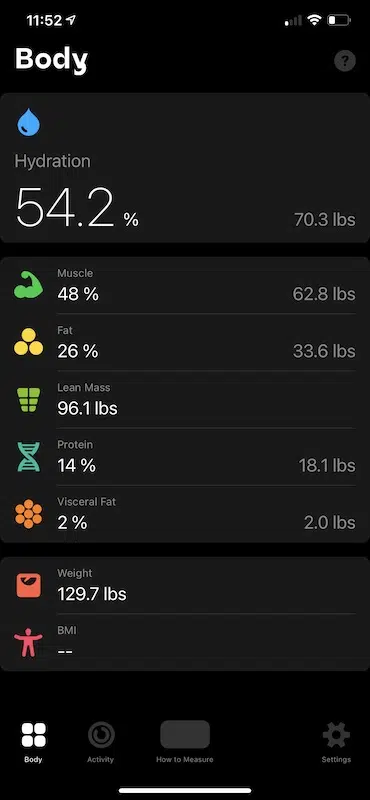 11:52
Body
?
Hydration
54.2 % 70.3 lbs
Muscle
48 % 62.8 lbs
Fat
26 % 33.6 lbs
Lean Mass
96.1 lbs
Protein
14 % 18.1 lbs
Visceral Fat
2 % 2.0 lbs
Weight
129.7 lbs
BMI
--
Body Activity How to Measure Settings